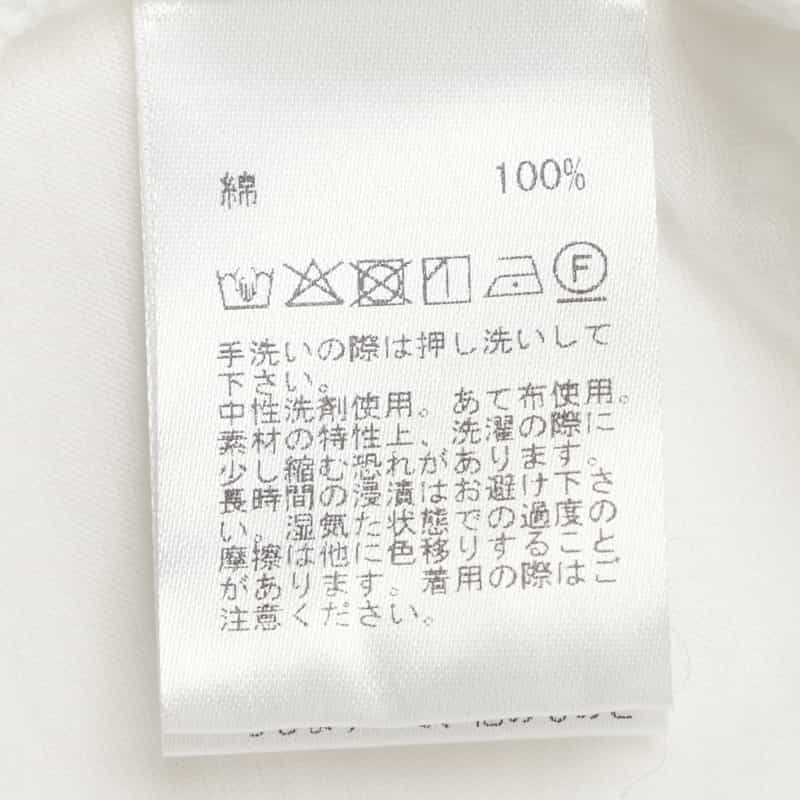 綿 100%
F
手洗いの際は押し洗いして
下さい。
中性洗剤使用。あて布使用。
素材の特性上、洗濯の際に
少し縮む恐れがあります。
長時間の浸漬はお避け下さ
い。湿気た状態での過度の
摩擦は他に色移りすること
があります。着用の際はご
注意ください。